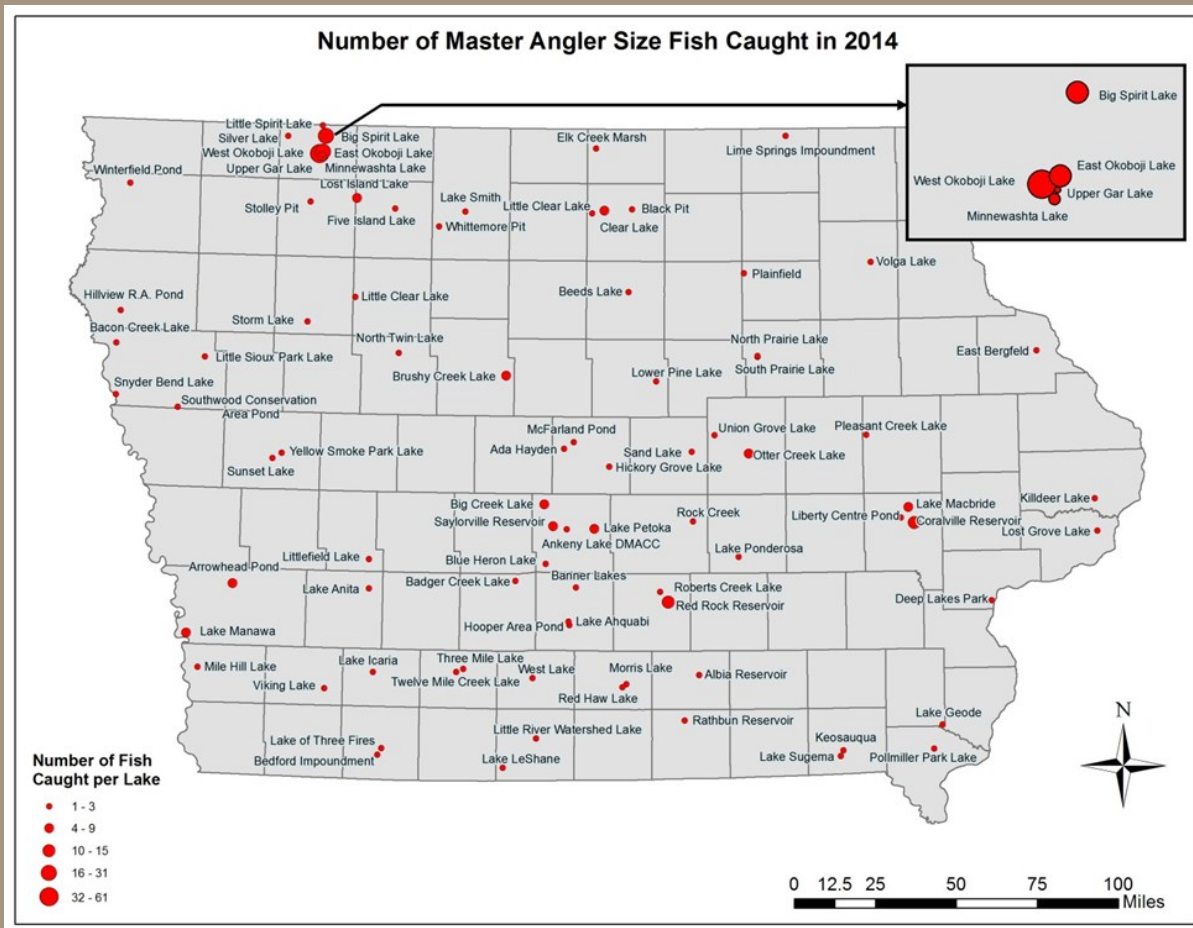 Number of Master Angler Size Fish Caught in 2014
Big Spirit Lake
East Okoboji Lake
West Okoboji Lake
Upper Gar Lake
Minnewashta Lake
Little Spirit Lake
Silver Lake
Big Spirit Lake
West Okoboji Lake
East Okoboji Lake
Upper Gar Lake
Minnewashta Lake
Elk Creek Marsh
Lime Springs Impoundment
Winterfield Pond
Lost Island Lake
Stolley Pit
Five Island Lake
Lake Smith
Whittemore Pit
Little Clear Lake
Black Pit
Clear Lake
Volga Lake
Plainfield
Hillview R.A. Pond
Little Clear Lake
Beeds Lake
Bacon Creek Lake
Storm Lake
North Twin Lake
North Prairie Lake
East Bergfeld
Little Sioux Park Lake
South Prairie Lake
Snyder Bend Lake
Brushy Creek Lake
Lower Pine Lake
Southwood Conservation
Area Pond
McFarland Pond
Union Grove Lake
Pleasant Creek Lake
Yellow Smoke Park Lake
Ada Hayden
Sand Lake
Otter Creek Lake
Sunset Lake
Hickory Grove Lake
Big Creek Lake
Rock Creek
Lake Macbride
Killdeer Lake
Saylorville Reservoir
Lake Petoka
Liberty Centre Pond
Coralville Reservoir
Lost Grove Lake
Ankeny Lake DMACC
Lake Ponderosa
Littlefield Lake
Blue Heron Lake
Arrowhead Pond
Badger Creek Lake
Banner Lakes
Lake Anita
Roberts Creek Lake
Red Rock Reservoir
Deep Lakes Park
Hooper Area Pond
Lake Ahquabi
Lake Manawa
Mile Hill Lake
Lake Icaria
Three Mile Lake
West Lake
Morris Lake
Albia Reservoir
Viking Lake
Twelve Mile Creek Lake
Red Haw Lake
Lake Geode
Rathbun Reservoir
Little River Watershed Lake
Lake of Three Fires
Keosauqua
Bedford Impoundment
Lake LeShane
Lake Sugema
Pollmiller Park Lake
N
Number of Fish
Caught per Lake
1 - 3
4 - 9
10 - 15
16 - 31
32 - 61
0 12.5 25 50 75 100
Miles